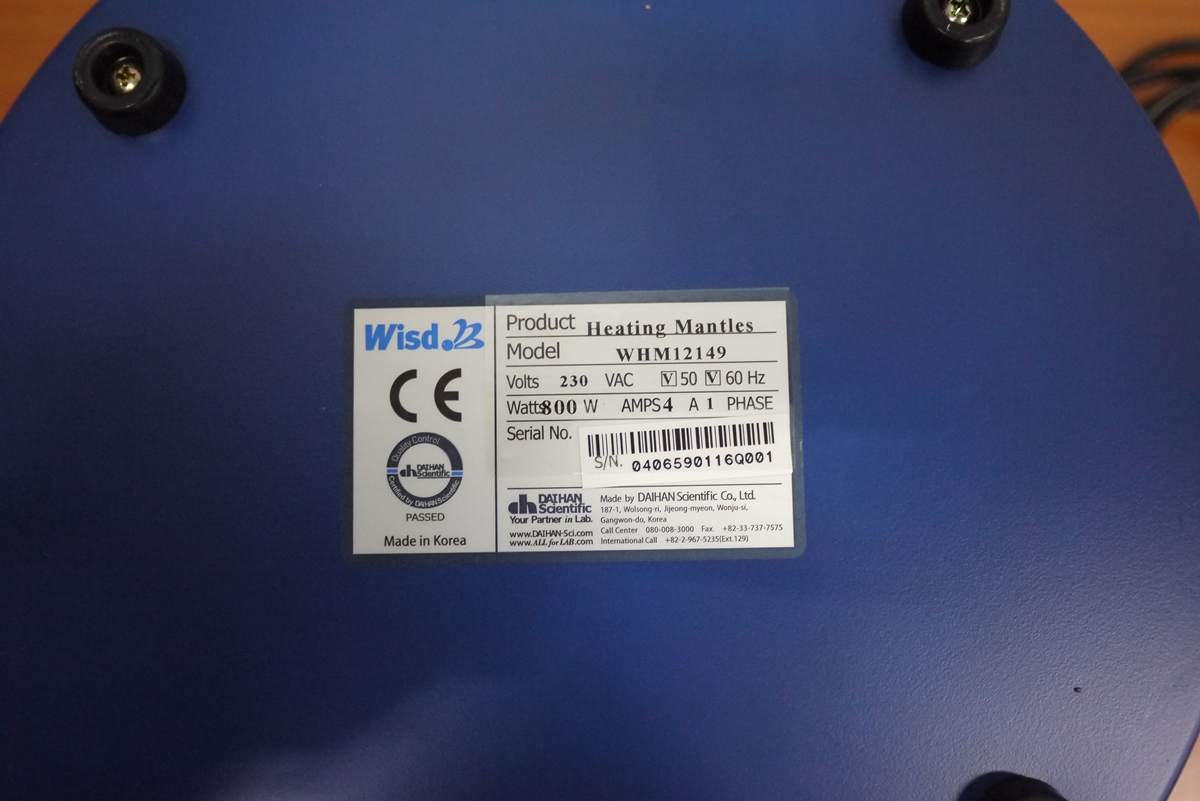 Wisd.
CE
Quality Control
dh DAIHAN
Scientific
Certified by DAIHAN Scientific
PASSED
Made in Korea
Product Heating Mantles
Model WHM12149
Volts 230 VAC V 50 V 60 Hz
Watts 800 W AMPS 4 A 1 PHASE
Serial No.
S/N. 0406590116Q001
dh DAIHAN
Scientific
Your Partner in Lab.
www.DAIHAN-Sci.com
www.ALLforLAB.com
Made by DAIHAN Scientific Co., Ltd.
187-1, Wolsong-ri, Jijeong-myeon, Wonju-si,
Gangwon-do, Korea
Call Center 080-008-3000 Fax. +82-33-737-7575
International Call +82-2-967-5235(Ext.129)